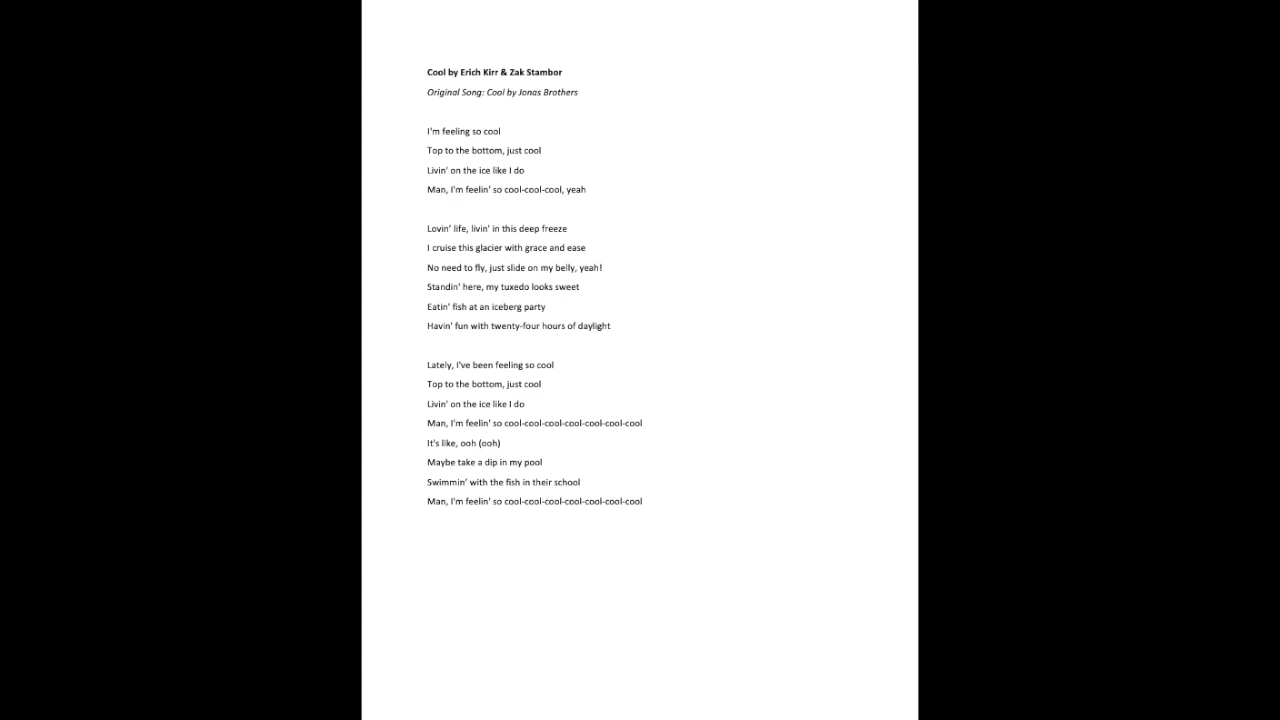 Cool by Erich Kirr & Zak Stambor
Original Song: Cool by Jonas Brothers
I'm feeling so cool
Top to the bottom, just cool
Livin' on the ice like I do
Man, I'm feelin' so cool-cool-cool, yeah
Lovin’ life, livin' in this deep freeze
I cruise this glacier with grace and ease
No need to fly, just slide on my belly, yeah!
Standin' here, my tuxedo looks sweet
Eatin' fish at an iceberg party
Havin' fun with twenty-four hours of daylight
Lately, I've been feeling so cool
Top to the bottom, just cool
Livin' on the ice like I do
Man, I'm feelin' so cool-cool-cool-cool-cool-cool-cool
It's like, ooh (ooh)
Maybe take a dip in my pool
Swimmin’ with the fish in their school
Man, I'm feelin' so cool-cool-cool-cool-cool-cool-cool